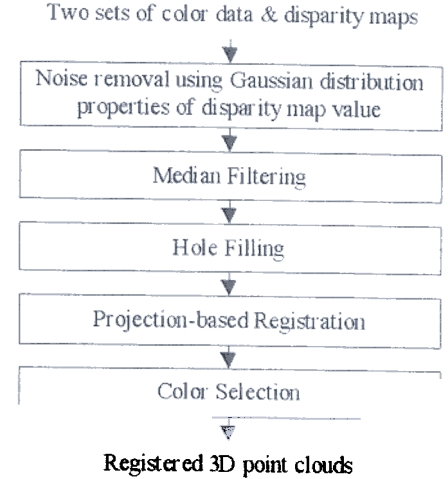 Two sets of color data & disparity maps
Noise removal using Gaussian distribution
properties of disparity map value
Median Filtering
Hole Filling
Projection-based Registration
Color Selection
Registered 3D point clouds